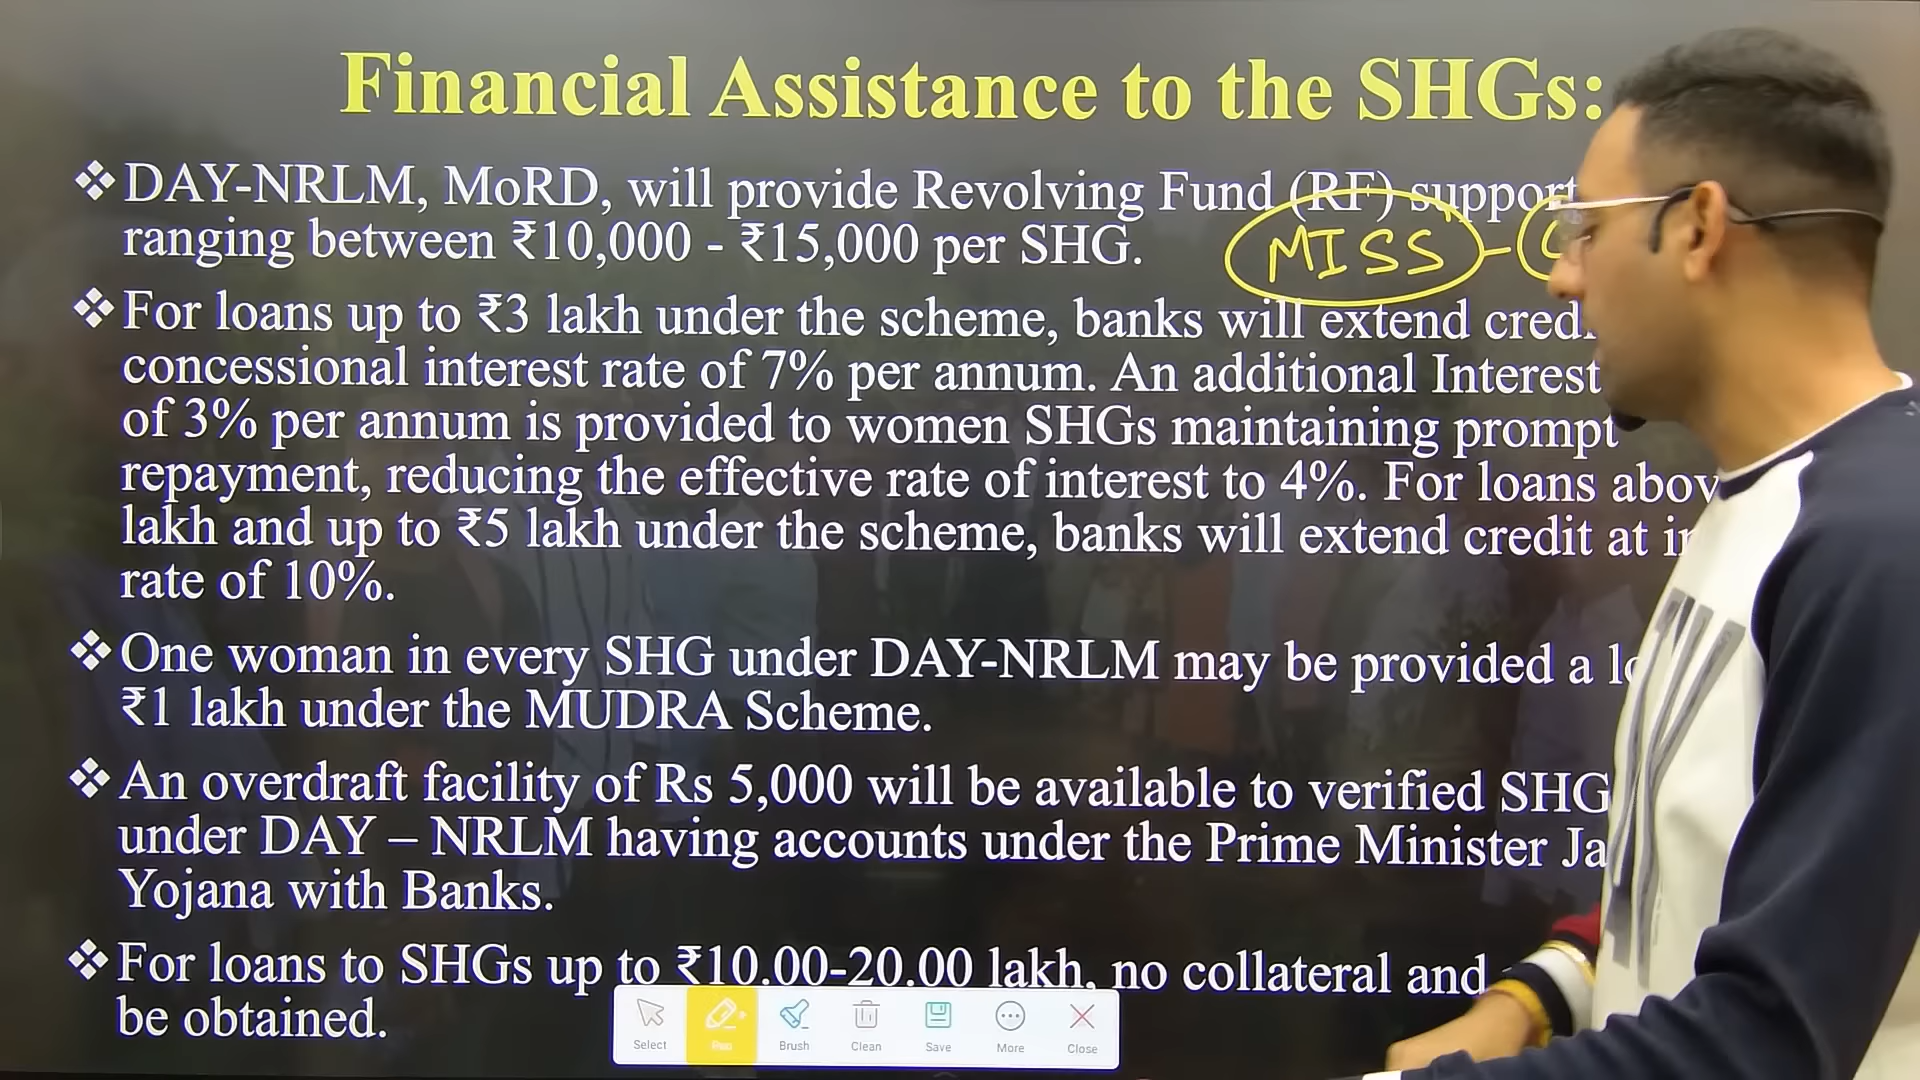 Financial Assistance to the SHGs:
❖ DAY-NRLM, MoRD, will provide Revolving Fund (RF) support
ranging between ₹10,000 - ₹15,000 per SHG.
MISS -
❖ For loans up to ₹3 lakh under the scheme, banks will extend
concessional interest rate of 7% per annum. An additional Interest
of 3% per annum is provided to women SHGs maintaining prompt
repayment, reducing the effective rate of interest to 4%. For loans
lakh and up to ₹5 lakh under the scheme, banks will extend credit at
rate of 10%.
❖ One woman in every SHG under DAY-NRLM may be provided a
₹1 lakh under the MUDRA Scheme.
❖ An overdraft facility of Rs 5,000 will be available to verified SHG
under DAY – NRLM having accounts under the Prime Minister
Yojana with Banks.
❖ For loans to SHGs up to ₹10.00-20.00 lakh, no collateral and
be obtained.
Select Pen Brush Clean Save More Close